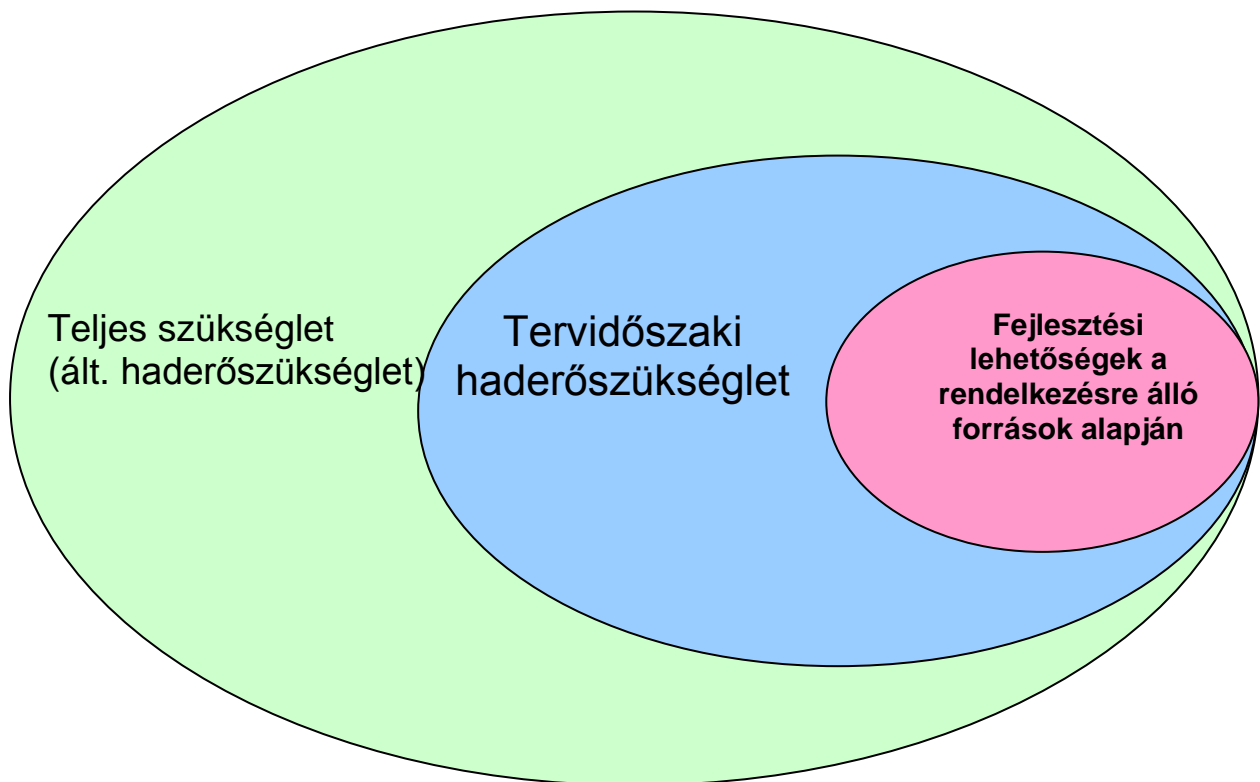 Teljes szükséglet
(ált. haderőszükséglet)
Tervidőszaki
haderőszükséglet
Fejlesztési
lehetőségek a
rendelkezésre álló
források alapján